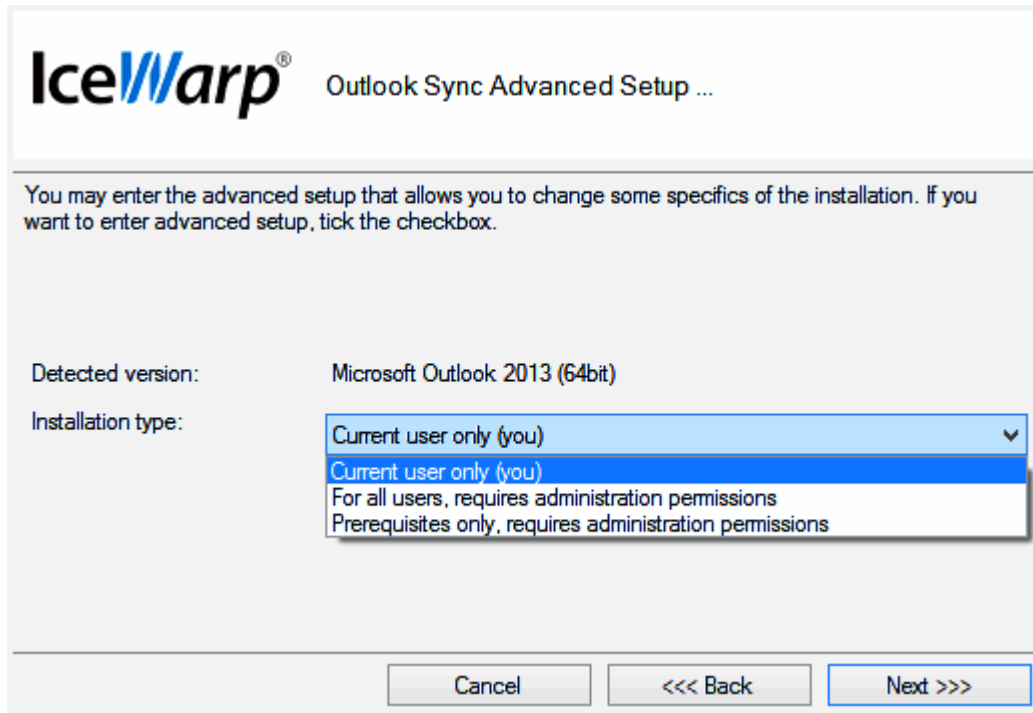 IceWarp®
Outlook Sync Advanced Setup ...
You may enter the advanced setup that allows you to change some specifics of the installation. If you
want to enter advanced setup, tick the checkbox.
Detected version: Microsoft Outlook 2013 (64bit)
Installation type: Current user only (you)
Current user only (you)
For all users, requires administration permissions
Prerequisites only, requires administration permissions
Cancel <<< Back Next >>>